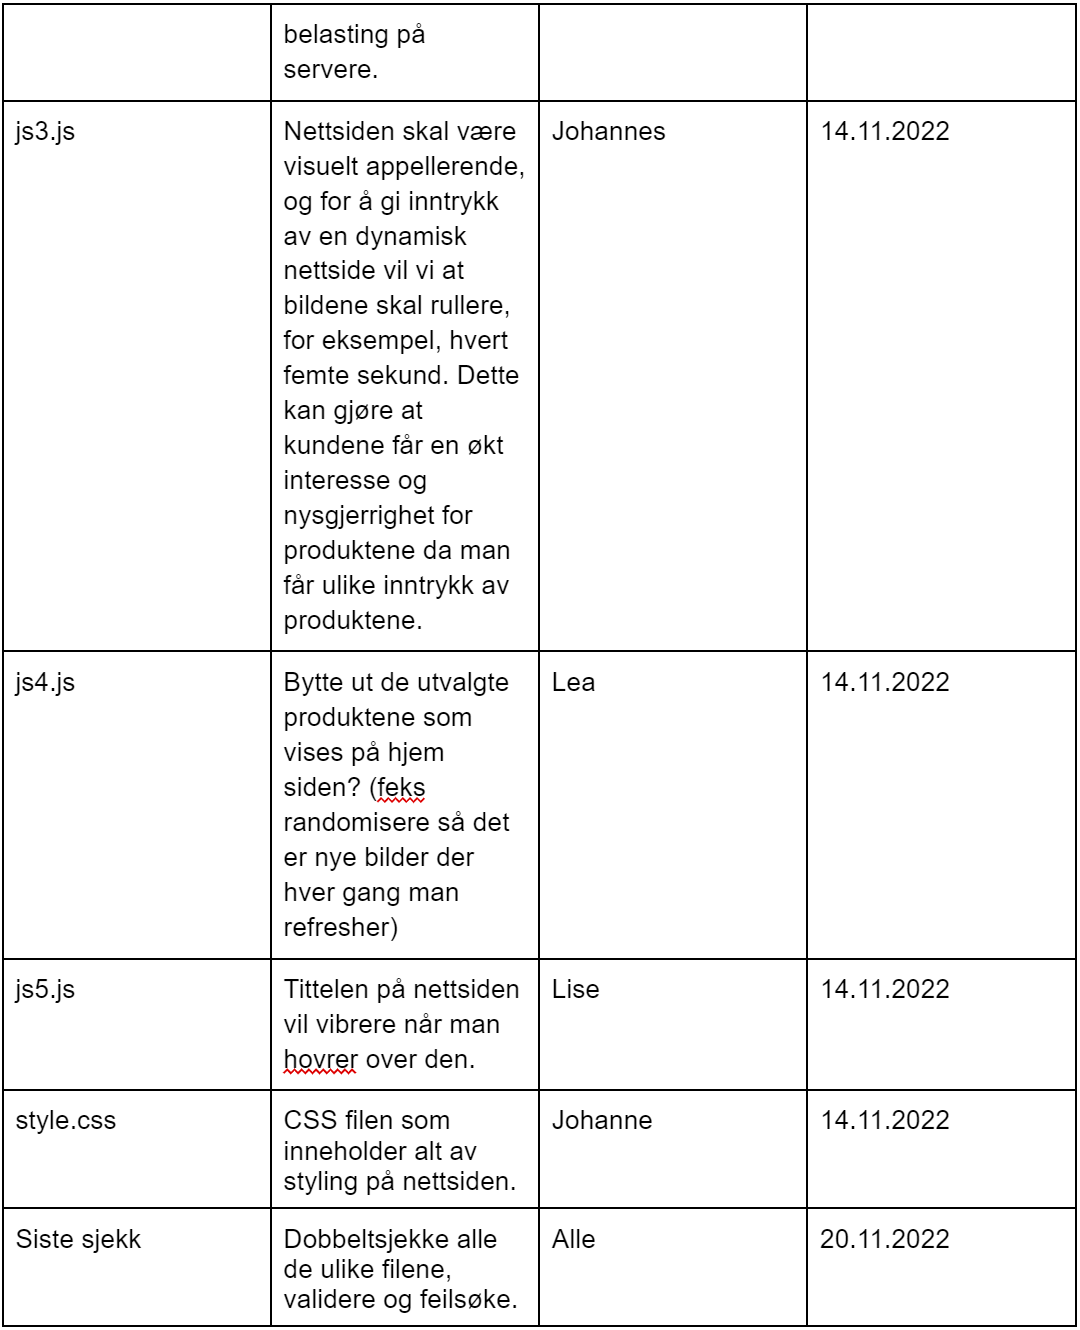 belasting på
servere.
js3.js
Nettsiden skal være
visuelt appellerende,
og for å gi inntrykk
av en dynamisk
nettside vil vi at
bildene skal rullere,
for eksempel, hvert
femte sekund. Dette
kan gjøre at
kundene får en økt
interesse og
nysgjerrighet for
produktene da man
får ulike inntrykk av
produktene.
Johannes
14.11.2022
js4.js
Bytte ut de utvalgte
produktene som
vises på hjem
siden? (feks
randomisere så det
er nye bilder der
hver gang man
refresher)
Lea
14.11.2022
js5.js
Tittelen på nettsiden
vil vibrere når man
hovrer over den.
Lise
14.11.2022
style.css
CSS filen som
inneholder alt av
styling på nettsiden.
Johanne
14.11.2022
Siste sjekk
Dobbeltsjekke alle
de ulike filene,
validere og feilsøke.
Alle
20.11.2022